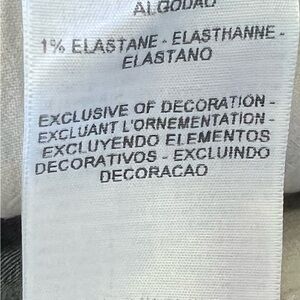 ALGODAO
1% ELASTANE - ELASTHANNE -
ELASTANO
EXCLUSIVE OF DECORATION -
EXCLUANT L'ORNEMENTATION -
EXCLUYENDO ELEMENTOS
DECORATIVOS - EXCLUINDO
DECORACAO